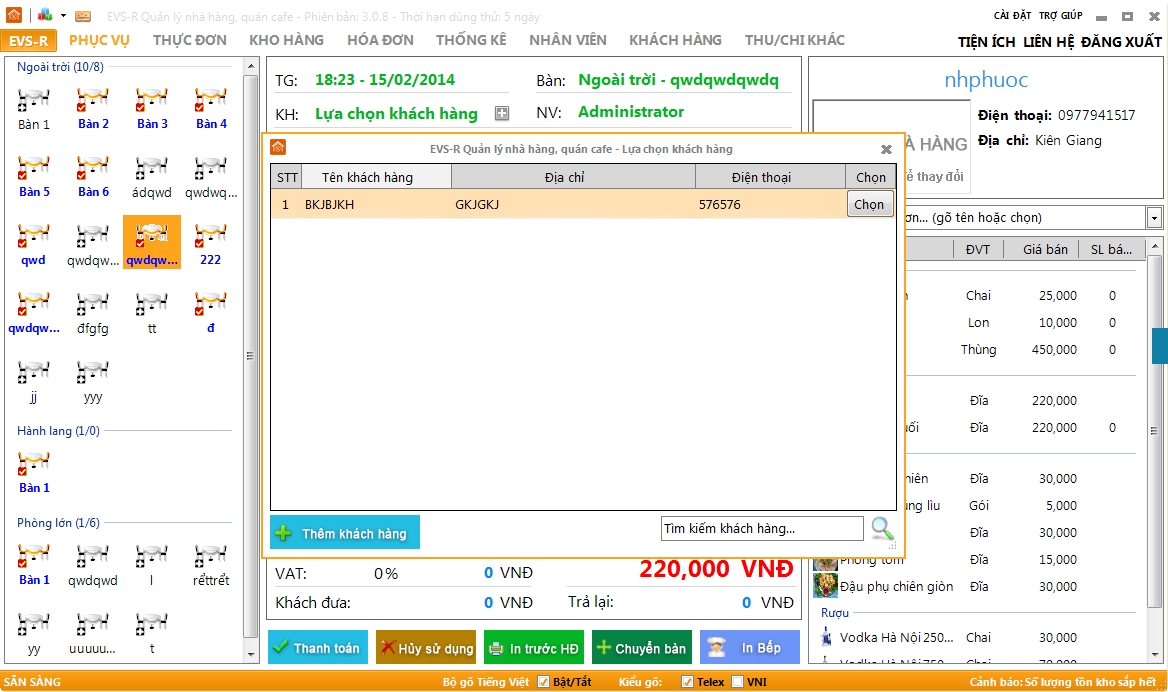 EVS-R Quản lý nhà hàng, quán cafe - Phiên bản: 3.0.8 - Thời hạn dùng thử: 5 ngày
CÀI ĐẶT TRỢ GIÚP
EVS-R PHỤC VỤ THỰC ĐƠN KHO HÀNG HÓA ĐƠN THỐNG KÊ NHÂN VIÊN KHÁCH HÀNG THU/CHI KHÁC
TIỆN ÍCH LIÊN HỆ ĐĂNG XUẤT
Ngoài trời (10/8)
Bàn 1 Bàn 2 Bàn 3 Bàn 4
Bàn 5 Bàn 6 ádqwd qwdwq...
qwd qwdqw... qwdqw... 222
qwdqw... đfgfg tt đ
jj yyy
Hành lang (1/0)
Bàn 1
Phòng lớn (1/6)
Bàn 1 qwdqwd l rểttrết
yy uuuuu... t
TG: 18:23 - 15/02/2014 Bàn: Ngoài trời - qwdqwdqwdq
KH: Lựa chọn khách hàng NV: Administrator
EVS-R Quản lý nhà hàng, quán cafe - Lựa chọn khách hàng
STT Tên khách hàng Địa chỉ Điện thoại Chọn
1 BKJBJKH GKJGKJ 576576 Chọn
Thêm khách hàng
Tìm kiếm khách hàng...
VAT: 0% 0 VNĐ 220,000 VNĐ
Khách đưa: 0 VNĐ Trả lại: 0 VNĐ
Thanh toán Hủy sử dụng In trước HĐ Chuyển bàn In Bếp
nhphuoc
À HÀNG
ể thay đổi
Điện thoại: 0977941517
Địa chỉ: Kiên Giang
ơn... (gõ tên hoặc chọn)
ĐVT Giá bán SL bá...
Chai 25,000 0
Lon 10,000 0
Thùng 450,000 0
Đĩa 220,000
uối Đĩa 220,000 0
hiên Đĩa 30,000
ung lìu Gói 5,000
Đĩa 30,000
Phồng tôm Đĩa 15,000
Đậu phụ chiên giòn Đĩa 30,000
Rượu
Vodka Hà Nội 250... Chai 30,000
Vodka Hà Nội 750... Chai 70,000
SẴN SÀNG
Bộ gõ Tiếng Việt Bật/Tắt Kiểu gõ: Telex VNI
Cảnh báo: Số lượng tồn kho sắp hết